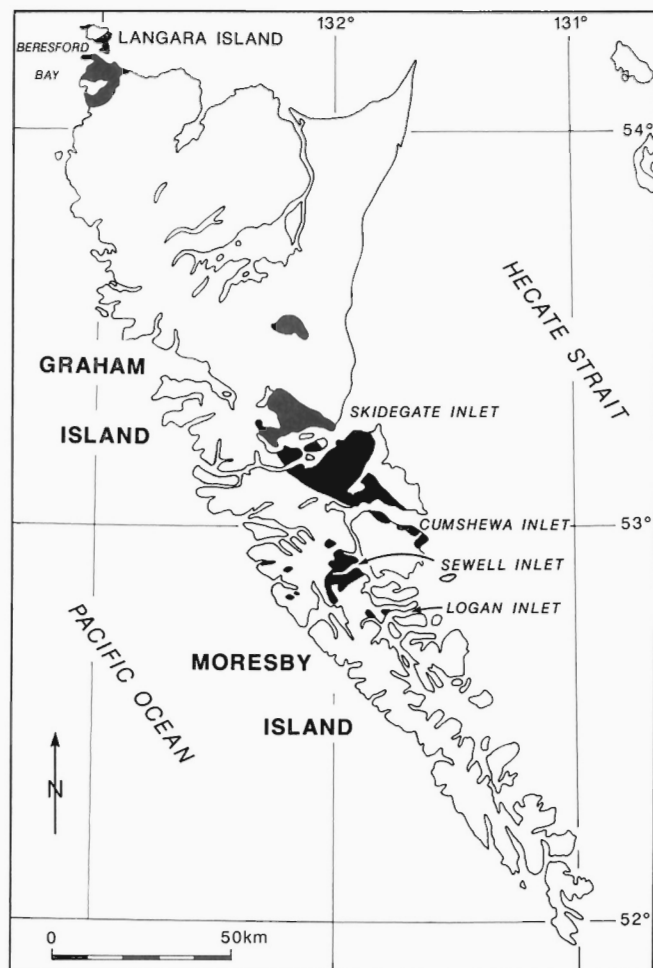 132° 131°
LANGARA ISLAND
BERESFORD
BAY
54°
HECATE STRAIT
GRAHAM
ISLAND
SKIDEGATE INLET
CUMSHEWA INLET
53°
SEWELL INLET
LOGAN INLET
PACIFIC OCEAN
MORESBY
ISLAND
N
52°
0 50km